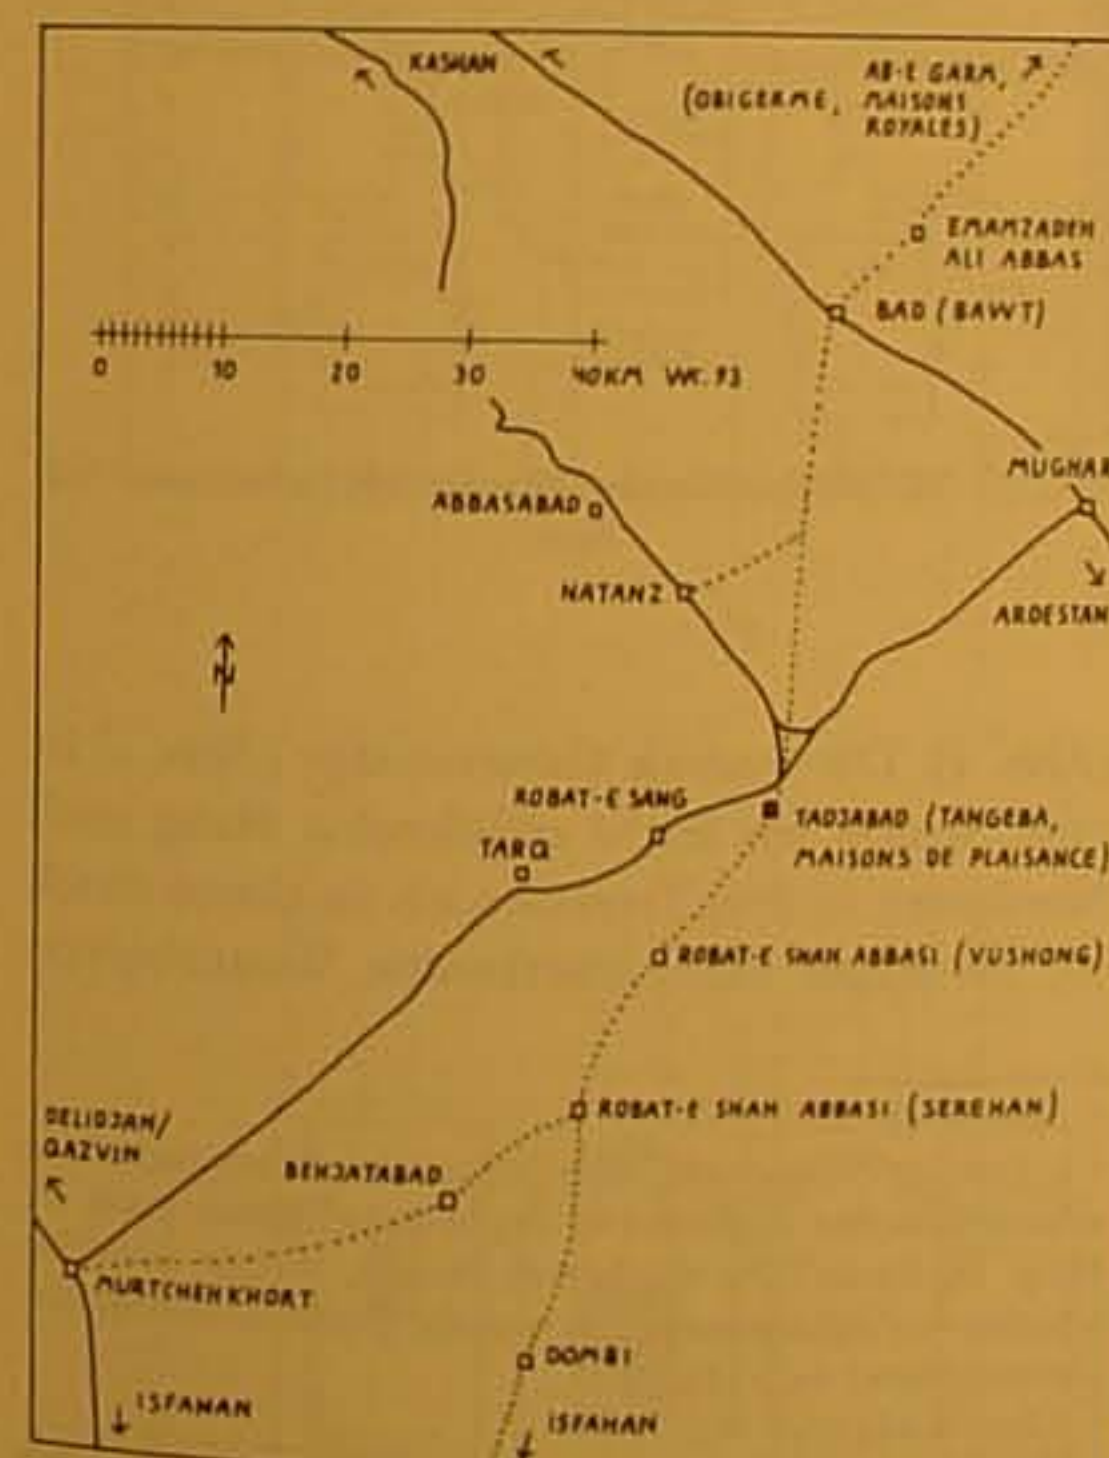 KASHAN
AB-E GARM,
(OBIGERME, MAISONS
ROYALES)
EMAMZADEH
ALI ABBAS
BAD (BAWT)
0 10 20 30 40KM
MUGHAR
ABBASABAD
NATANZ
ARDESTAN
N
ROBAT-E SANG
TADJABAD (TANGEBA,
MAISONS DE PLAISANCE)
TARQ
ROBAT-E SHAH ABBASI (VUSHONG)
ROBAT-E SHAH ABBASI (SEREHAN)
DELIDJAN/
QAZVIN
BEHJATABAD
MURTCHEHKHORT
DOMBI
ISFAHAN
ISFAHAN